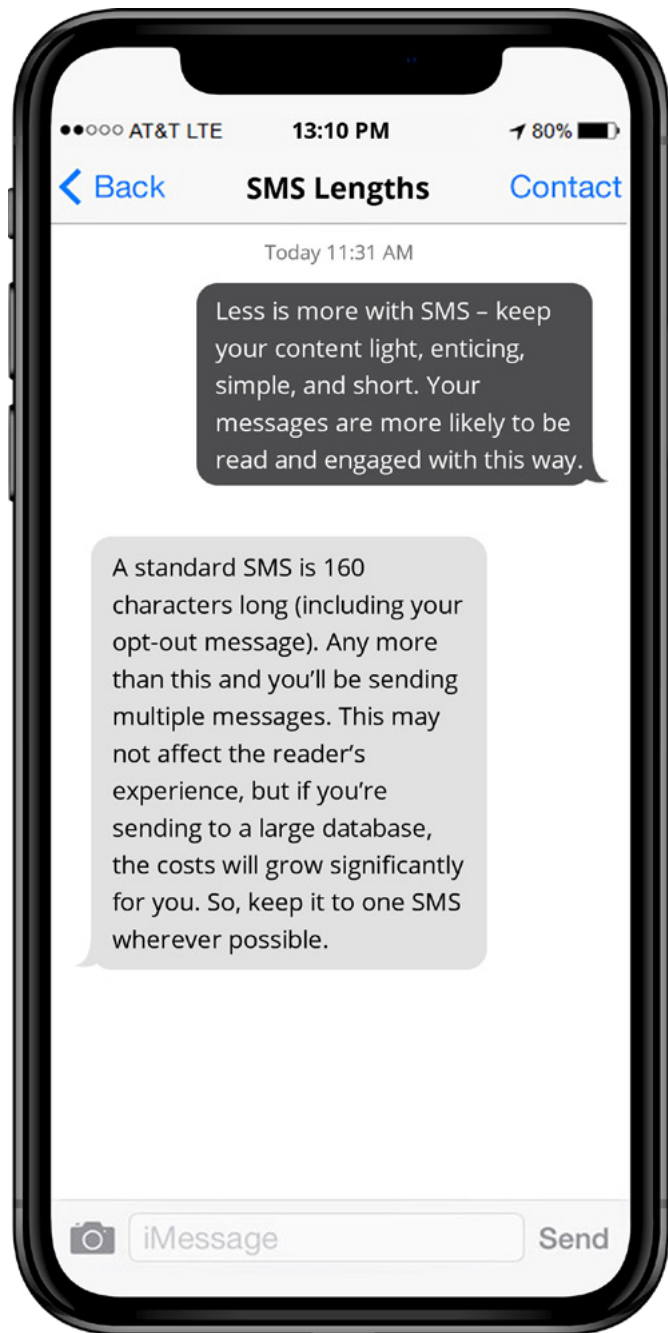 AT&T LTE 13:10 PM 80%
Back SMS Lengths Contact
Today 11:31 AM
Less is more with SMS – keep
your content light, enticing,
simple, and short. Your
messages are more likely to be
read and engaged with this way.
A standard SMS is 160
characters long (including your
opt-out message). Any more
than this and you’ll be sending
multiple messages. This may
not affect the reader’s
experience, but if you’re
sending to a large database,
the costs will grow significantly
for you. So, keep it to one SMS
wherever possible.
iMessage Send